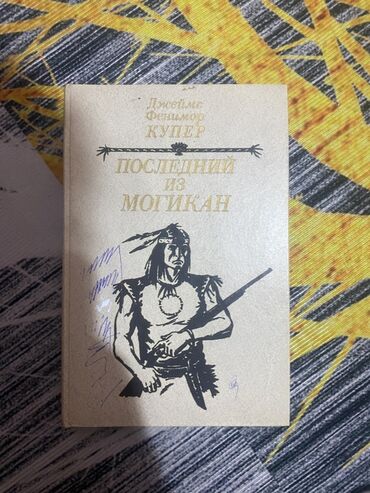 Джеймс
Фенимор
КУПЕР
ПОСЛЕДНИЙ
ИЗ
МОГИКАН